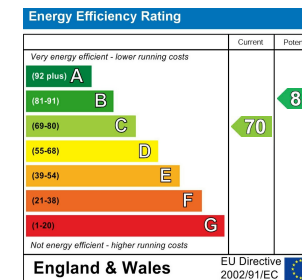 Energy Efficiency Rating
Current
Very energy efficient - lower running costs
(92 plus) A
(81-91) B
8
(69-80) C
70
(55-68) D
(39-54) E
(21-38) F
(1-20) G
Not energy efficient - higher running costs
England & Wales
EU Directive
2002/91/EC